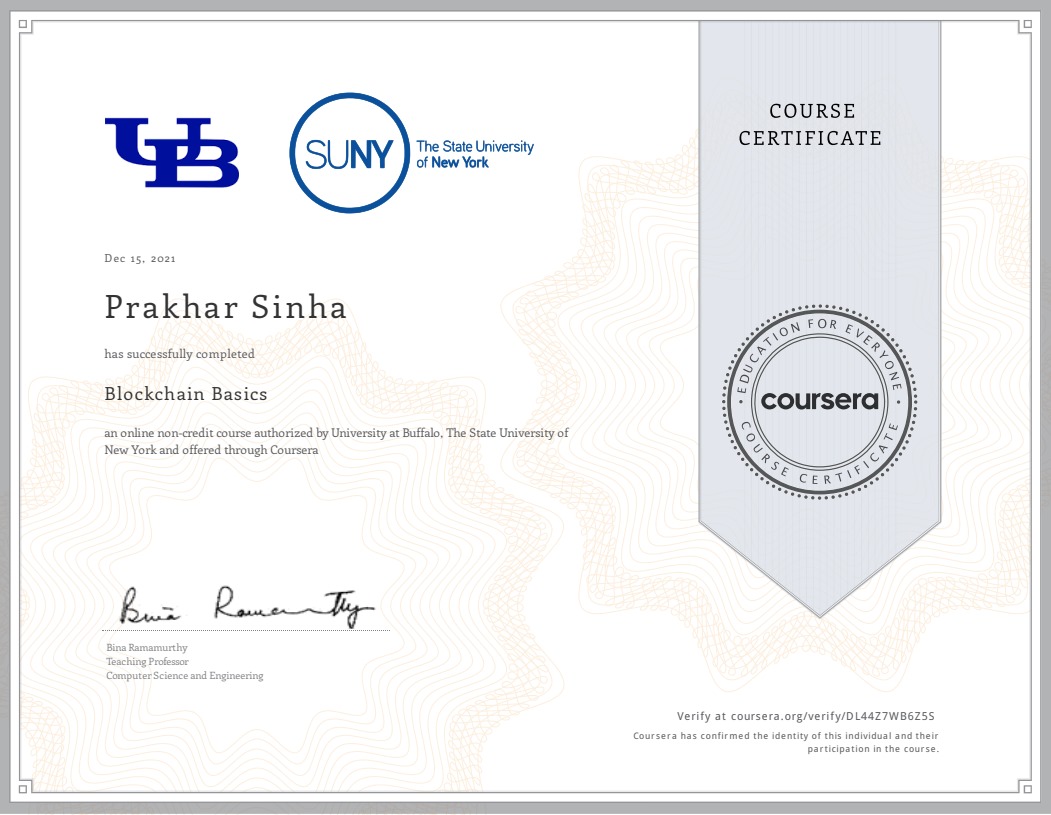 UB
SUNY
The State University
of New York
COURSE
CERTIFICATE
Dec 15, 2021
Prakhar Sinha
has successfully completed
Blockchain Basics
an online non-credit course authorized by University at Buffalo, The State University of
New York and offered through Coursera
EDUCATION FOR EVERYONE
coursera
COURSE CERTIFICATE
Bina Ramamurthy
Bina Ramamurthy
Teaching Professor
Computer Science and Engineering
Verify at coursera.org/verify/DL44Z7WB6Z5S
Coursera has confirmed the identity of this individual and their
participation in the course.